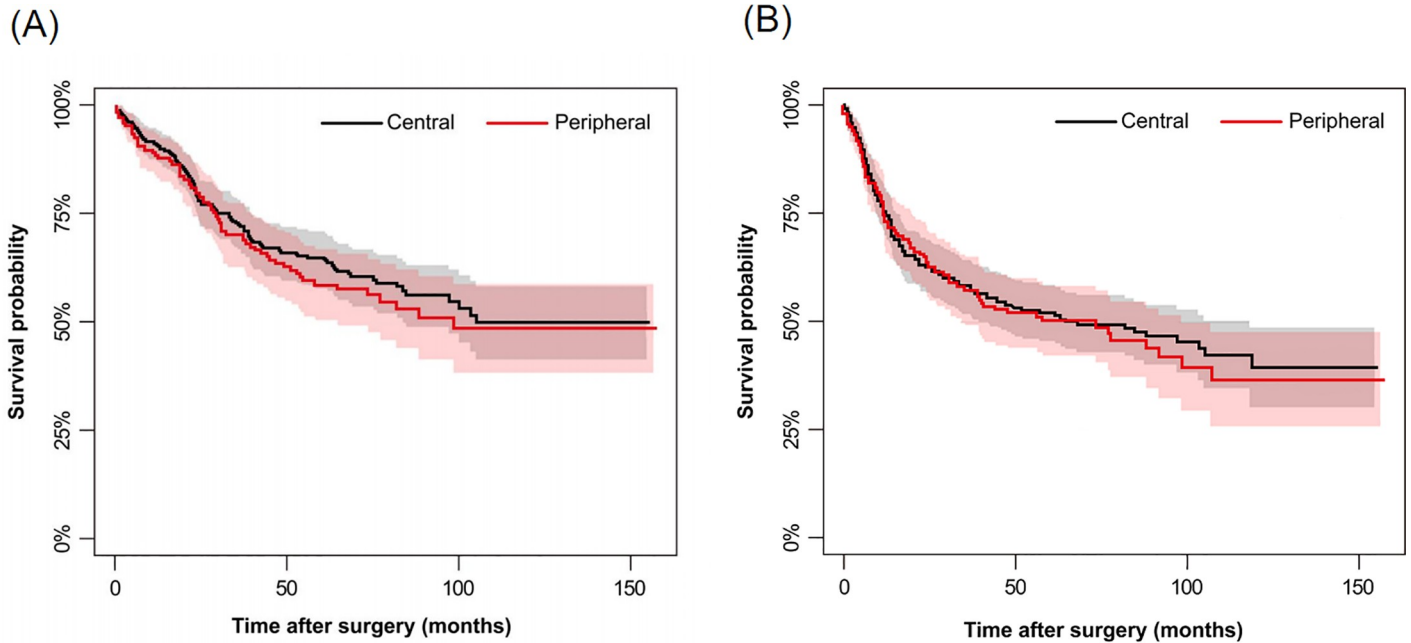 (A)
Survival probability
100%
75%
50%
25%
0%
Central
Peripheral
0
50
100
150
Time after surgery (months)
(B)
Survival probability
100%
75%
50%
25%
0%
Central
Peripheral
0
50
100
150
Time after surgery (months)